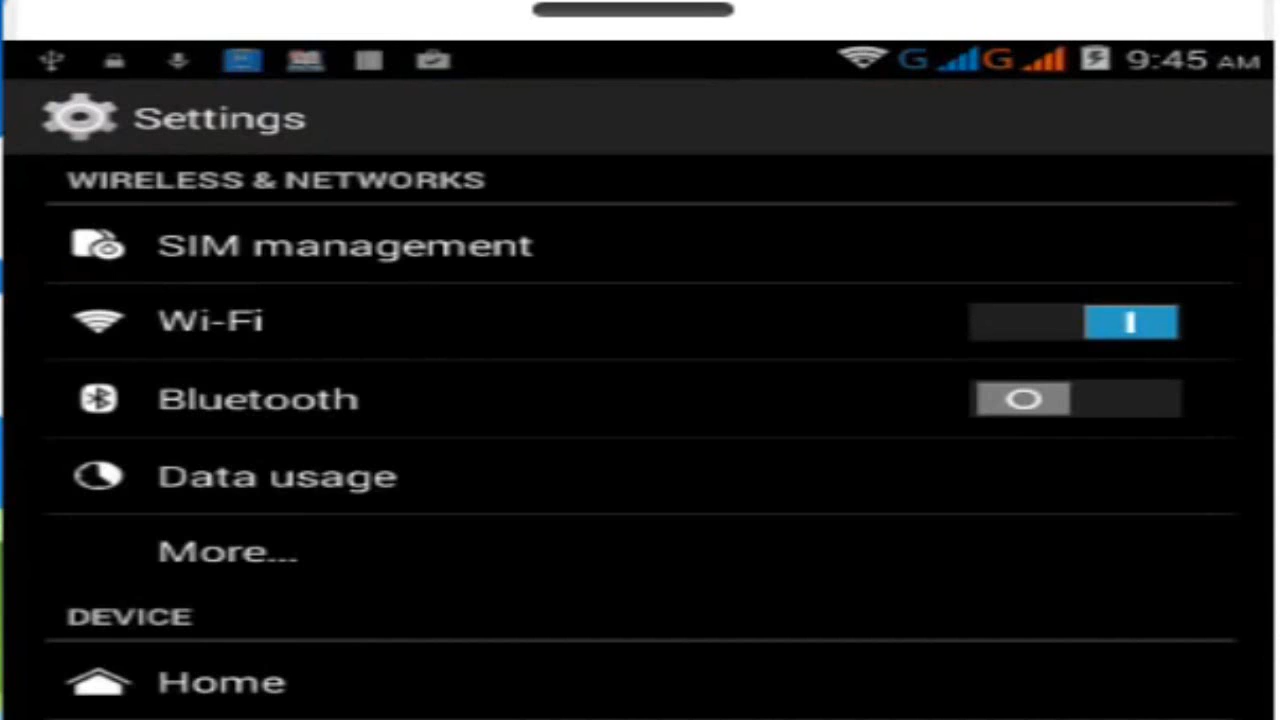 G G 9:45 AM
Settings
WIRELESS & NETWORKS
SIM management
Wi-Fi
Bluetooth
Data usage
More...
DEVICE
Home